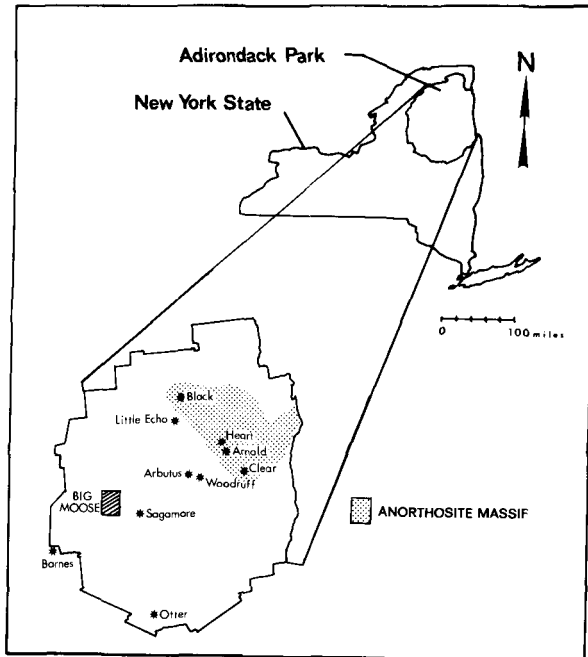 Adirondack Park
New York State
N
0 100 miles
Black
Little Echo
Heart
Arnold
Clear
Arbutus
Woodruff
BIG
MOOSE
Sagamore
ANORTHOSITE MASSIF
Barnes
Otter